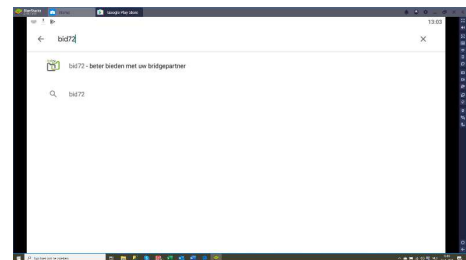 BlueStacks
Home
Google Play Store
13:03
bid72
bid72 - beter bieden met uw bridgepartner
bid72